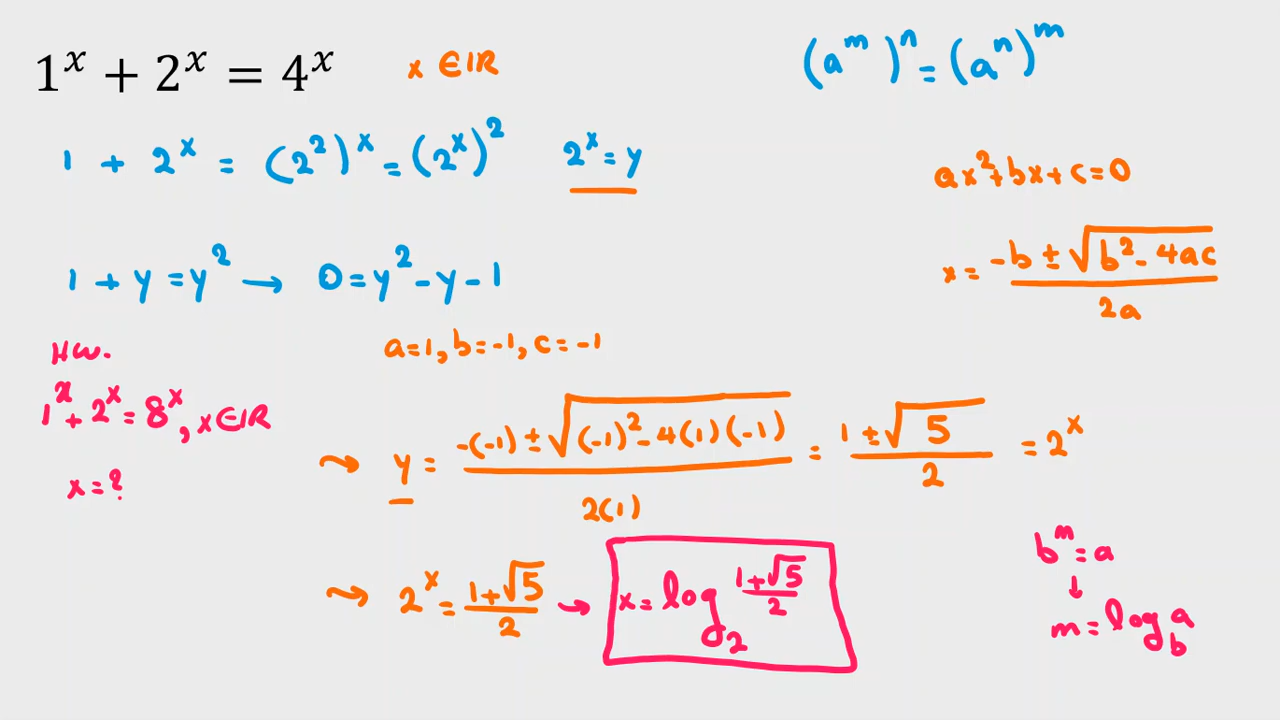 1^x + 2^x = 4^x x ∈ IR
(a^m)^n = (a^n)^m
1 + 2^x = (2^2)^x = (2^x)^2 2^x = y
ax^2 + bx + c = 0
1 + y = y^2 → 0 = y^2 - y - 1
x = (-b ± √(b^2 - 4ac))/(2a)
a=1, b=-1, c=-1
HW.
1^x + 2^x = 8^x, x ∈ IR
x = ?
→ y = (-(-1) ± √((-1)^2 - 4(1)(-1)))/(2(1)) = (1 ± √5)/2 = 2^x
→ 2^x = (1+√5)/2 → x = log_2 (1+√5)/2
b^m = a
↓
m = log_b a